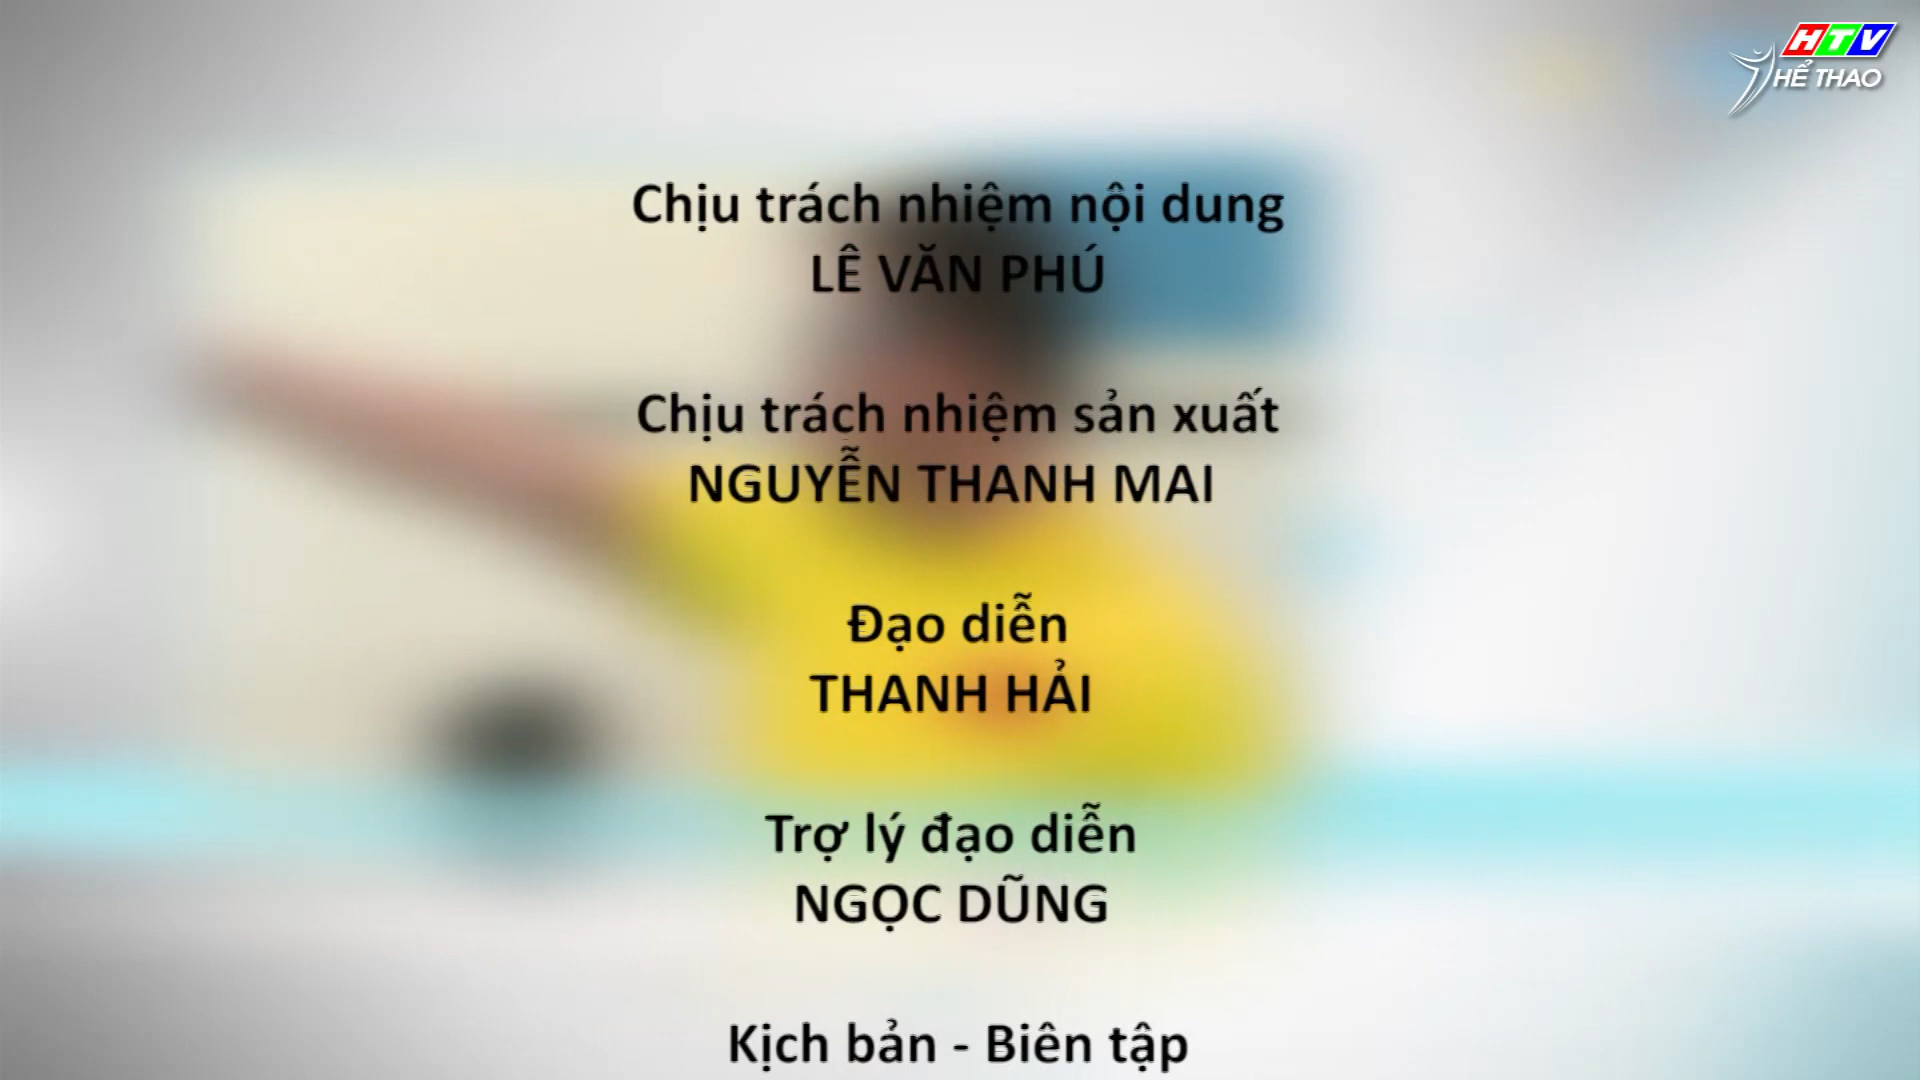 HTV
THỂ THAO
Chịu trách nhiệm nội dung
LÊ VĂN PHÚ
Chịu trách nhiệm sản xuất
NGUYỄN THANH MAI
Đạo diễn
THANH HẢI
Trợ lý đạo diễn
NGỌC DŨNG
Kịch bản - Biên tập